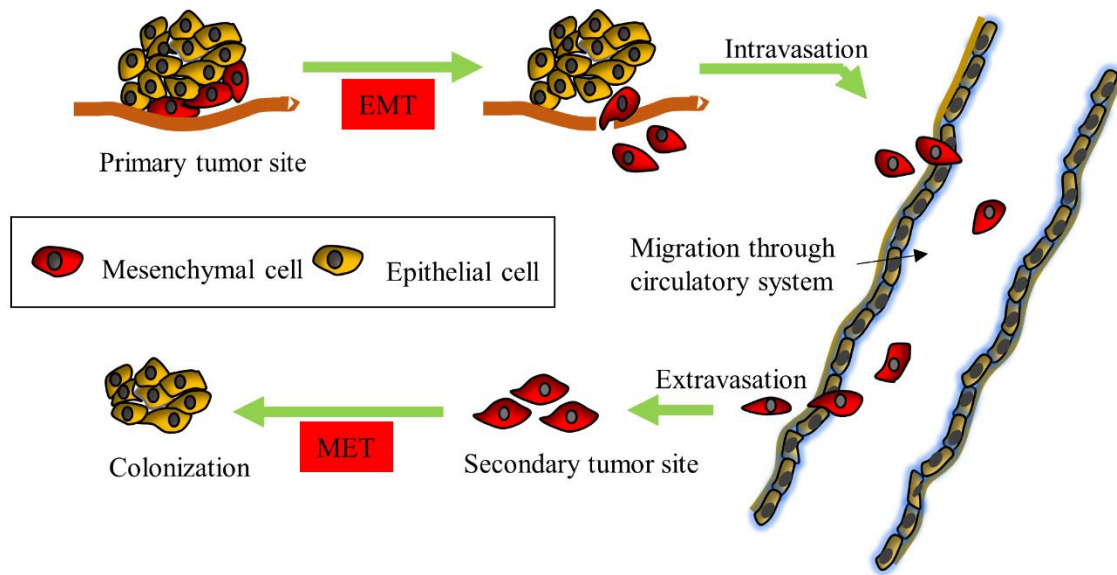 Intravasation
EMT
Primary tumor site
Mesenchymal cell
Epithelial cell
Migration through
circulatory system
Extravasation
MET
Colonization
Secondary tumor site